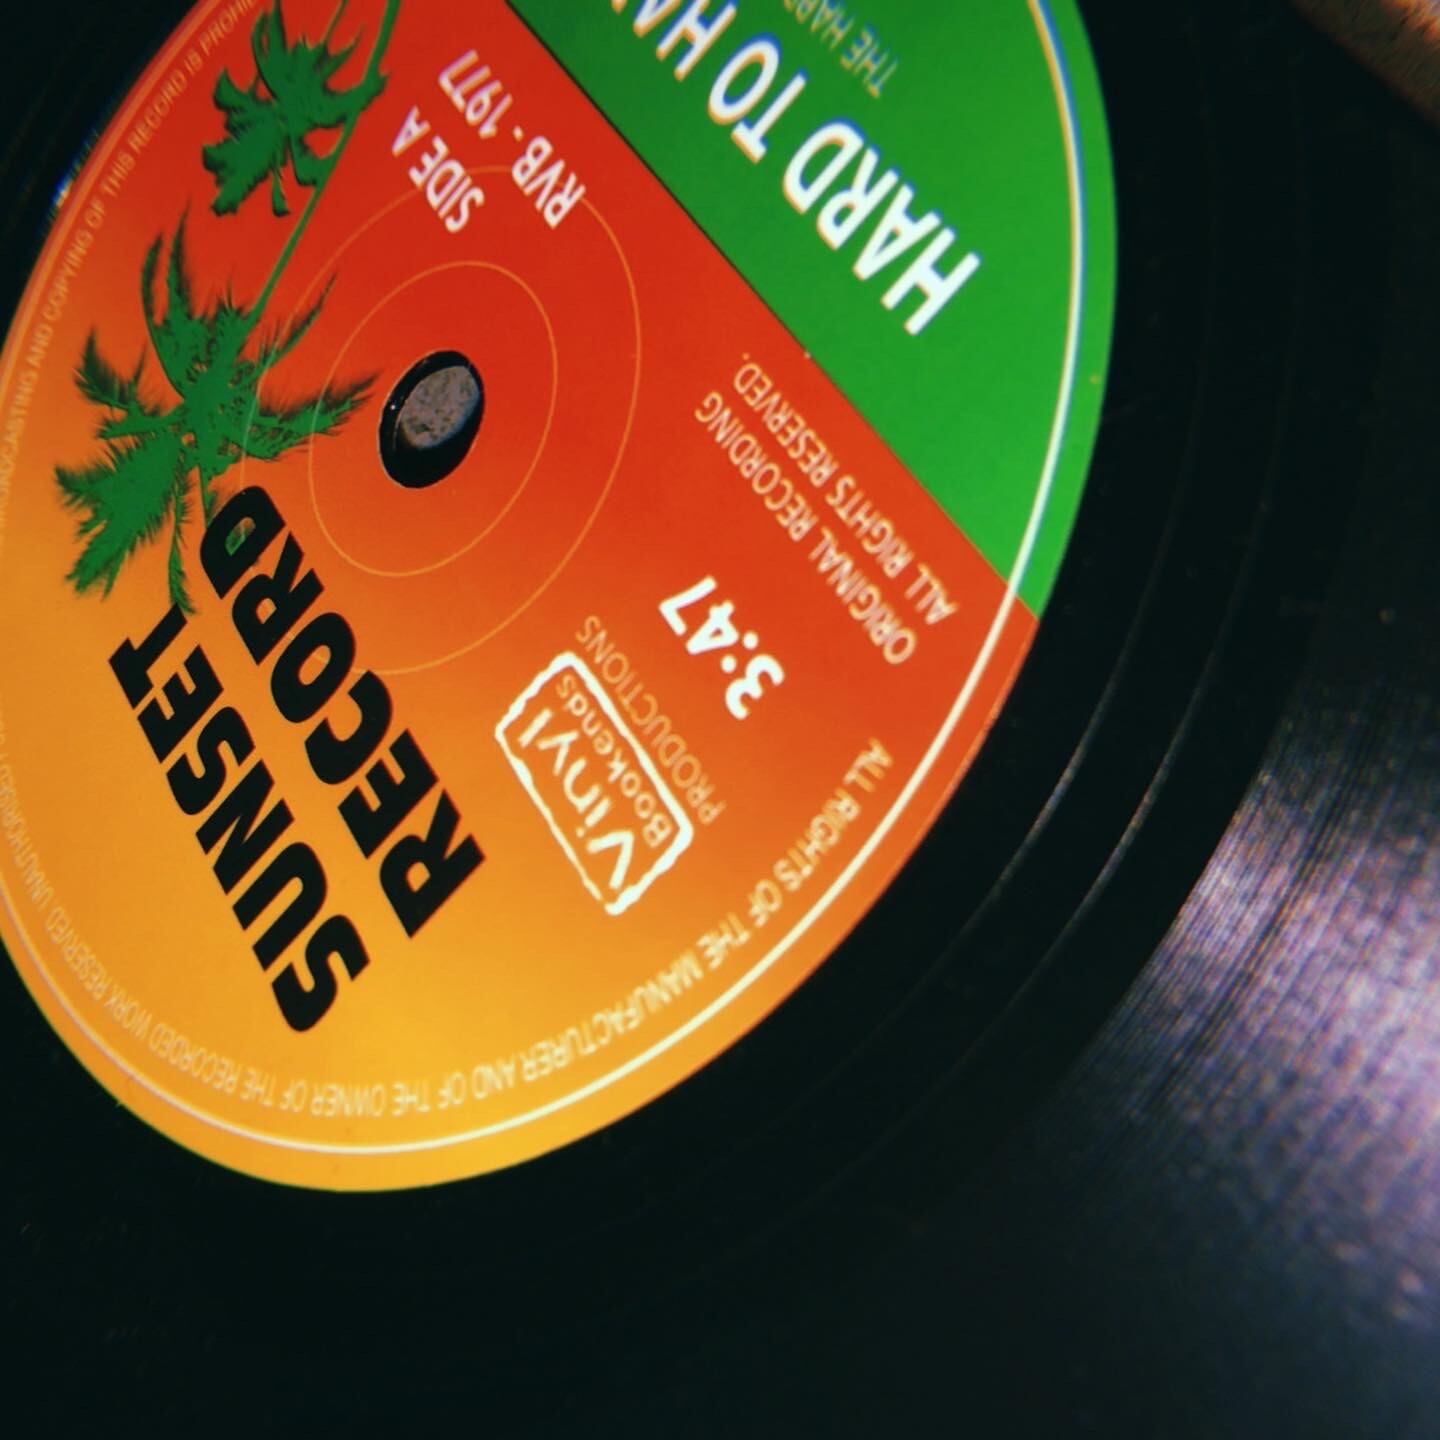 HARD TO HA
THE HAR
SIDE A
RVB - 1977
ORIGINAL RECORDING
ALL RIGHTS RESERVED.
3:47
SUNSET
RECORD
Vinyl
Bookends
PRODUCTIONS
ALL RIGHTS OF THE MANUFACTURER AND OF THE OWNER OF THE RECORDED WORK RESERVED. UNAUTHORISED BROADCASTING AND COPYING OF THIS RECORD IS PROHI